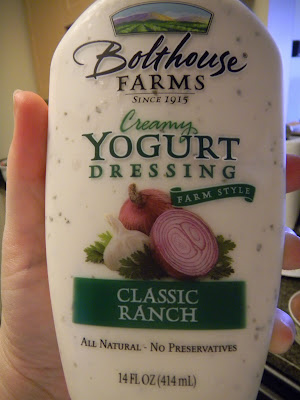 Bolthouse
FARMS
SINCE 1915
Creamy
YOGURT
DRESSING
FARM STYLE
CLASSIC
RANCH
ALL NATURAL - NO PRESERVATIVES
14 FL OZ (414 mL)